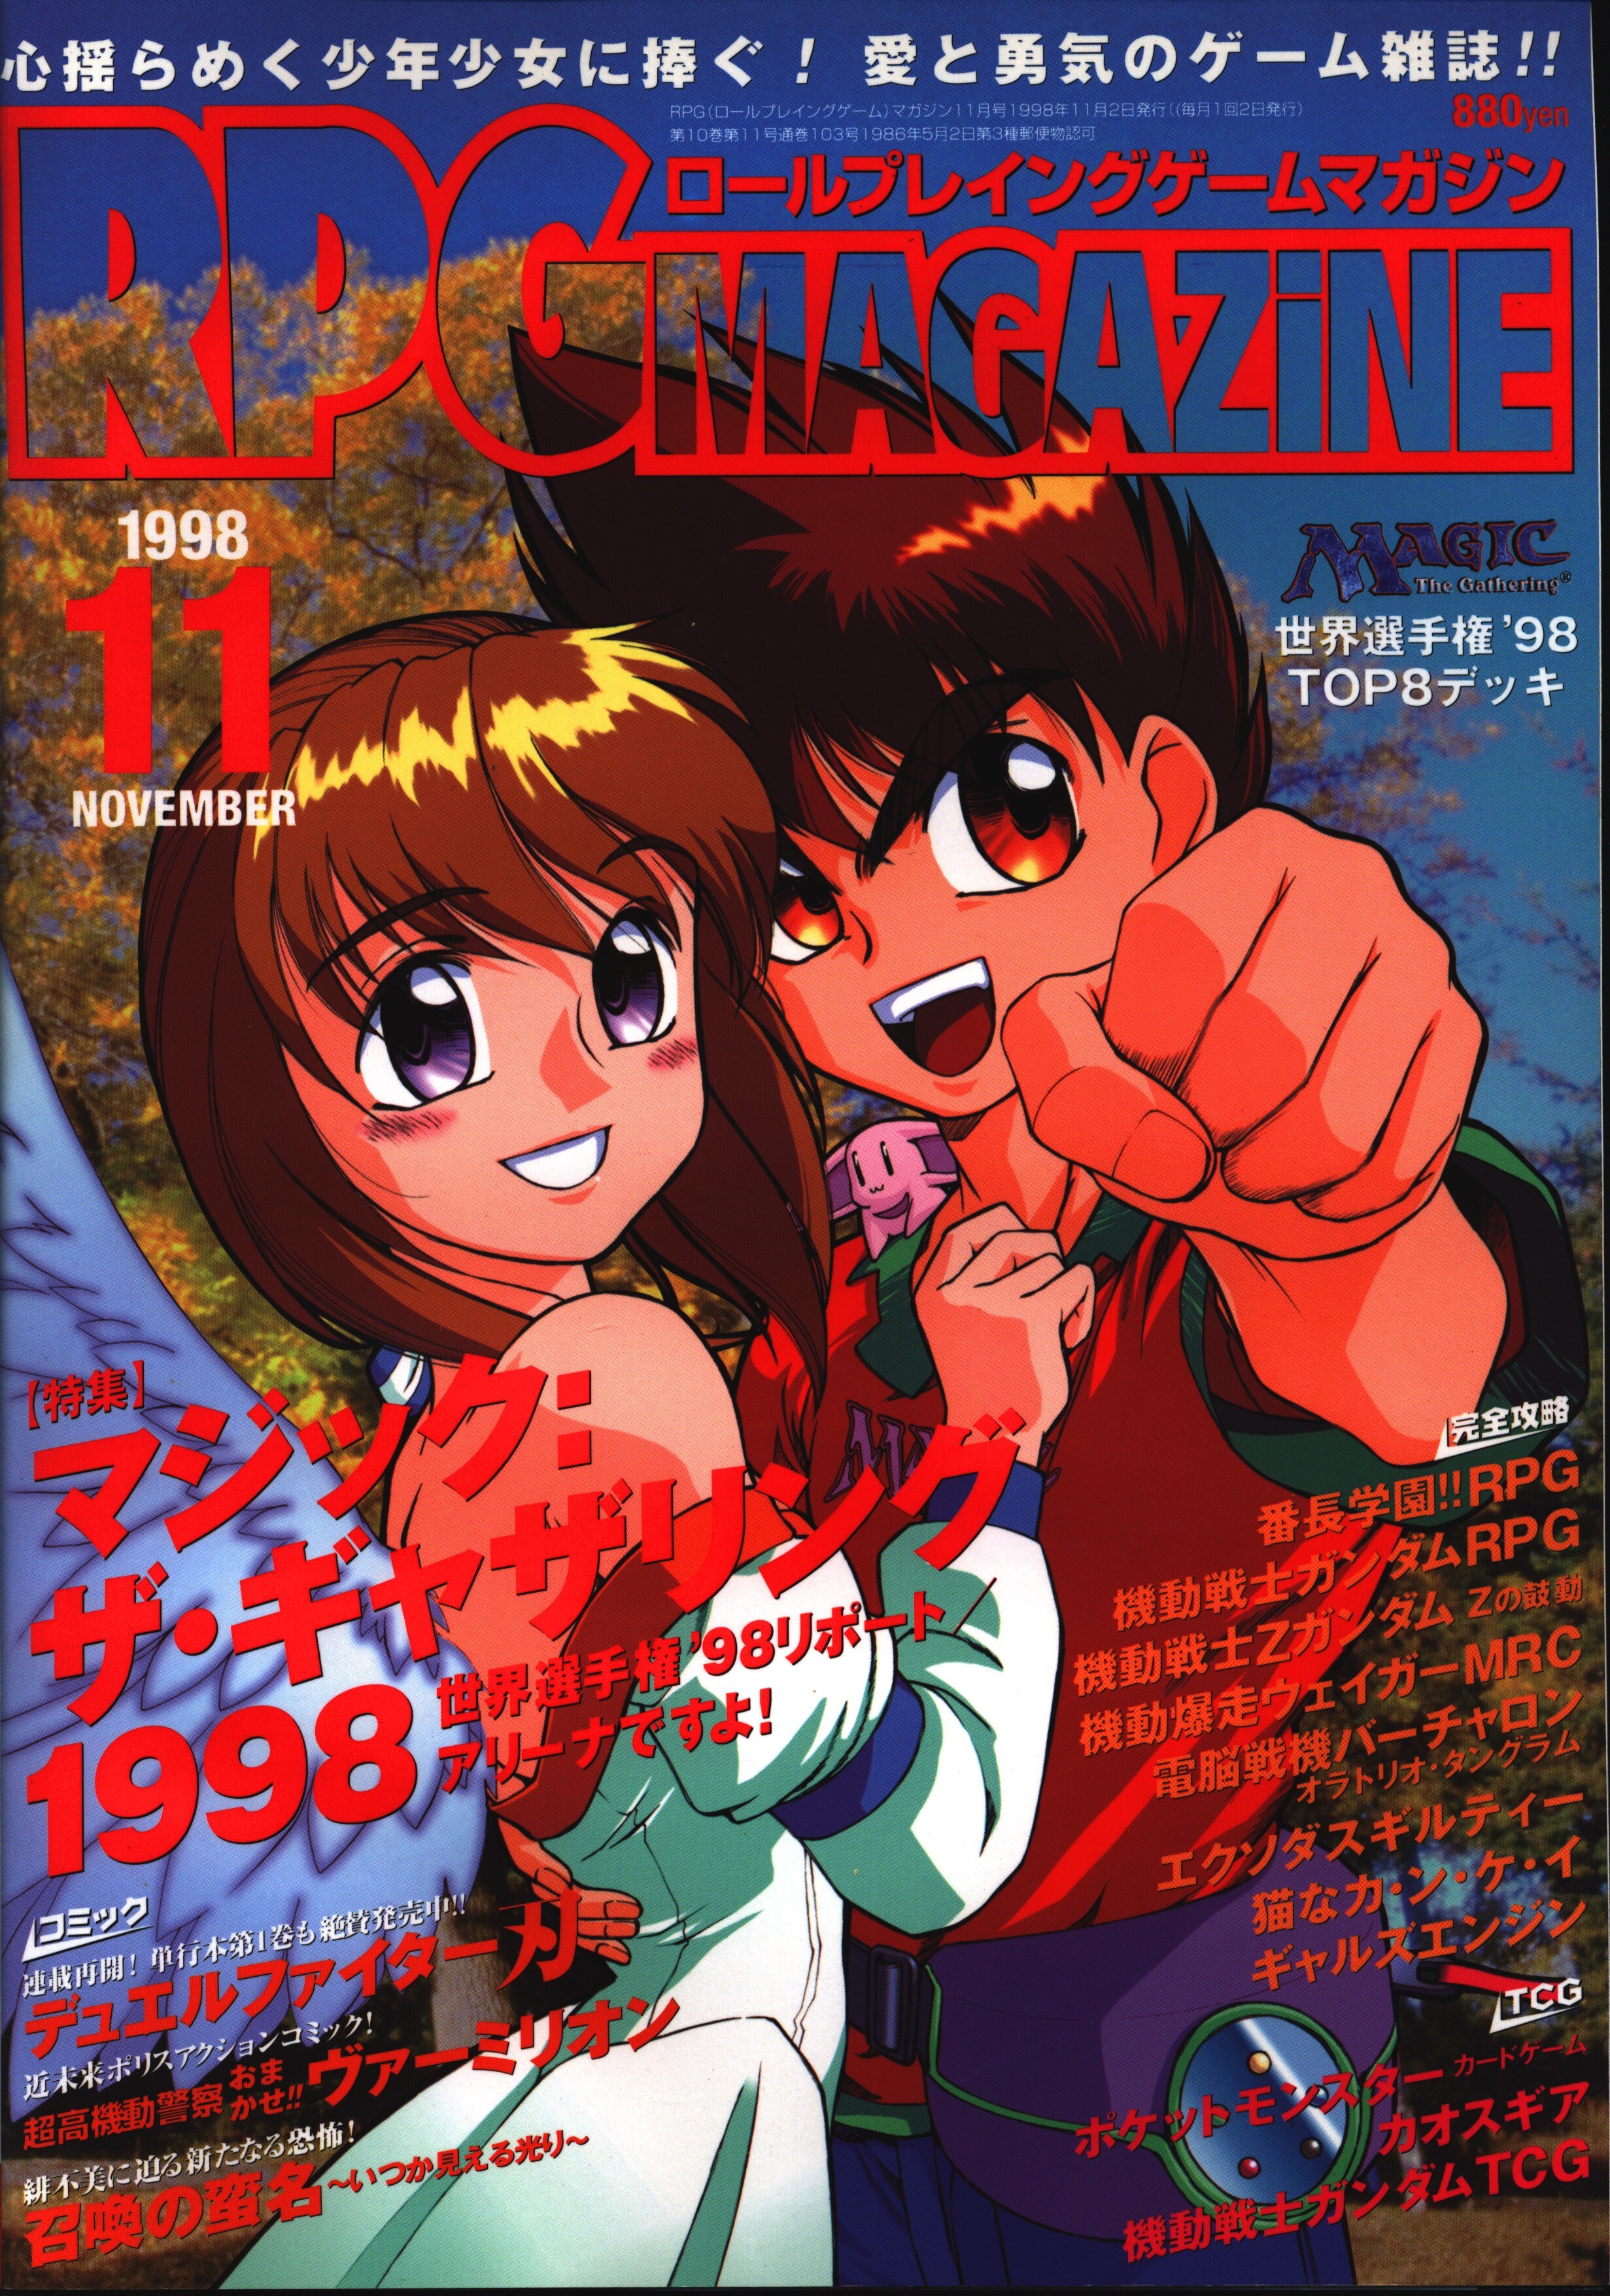 心揺らめく少年少女に捧ぐ! 愛と勇気のゲーム雑誌!!
RPG(ロールプレイングゲーム)マガジン11月号1998年11月2日発行((毎月1回2日発行)
第10巻第11号通巻103号1986年5月2日第3種郵便物認可
880yen
ロールプレイングゲームマガジン
RPG MAGAZiNE
1998
11
NOVEMBER
MAGIC
The Gathering®
世界選手権'98
TOP8デッキ
【特集】
マジック:
ザ・ギャザリング
1998
世界選手権'98リポート/
アリーナですよ!
コミック
連載再開! 単行本第1巻も絶賛発売中!!
デュエルファイター刃
近未来ポリスアクションコミック!
超高機動警察おまかせ!!ヴァーミリオン
緋不美に迫る新たなる恐怖!
召喚の蛮名~いつか見える光り~
完全攻略
番長学園!!RPG
機動戦士ガンダムRPG
機動戦士Zガンダム Zの鼓動
機動爆走ウェイガーMRC
電脳戦機バーチャロン
オラトリオ・タングラム
エクソダスギルティー
猫なカ・ン・ケ・イ
ギャルズエンジン
TCG
ポケットモンスターカードゲーム
カオスギア
機動戦士ガンダムTCG